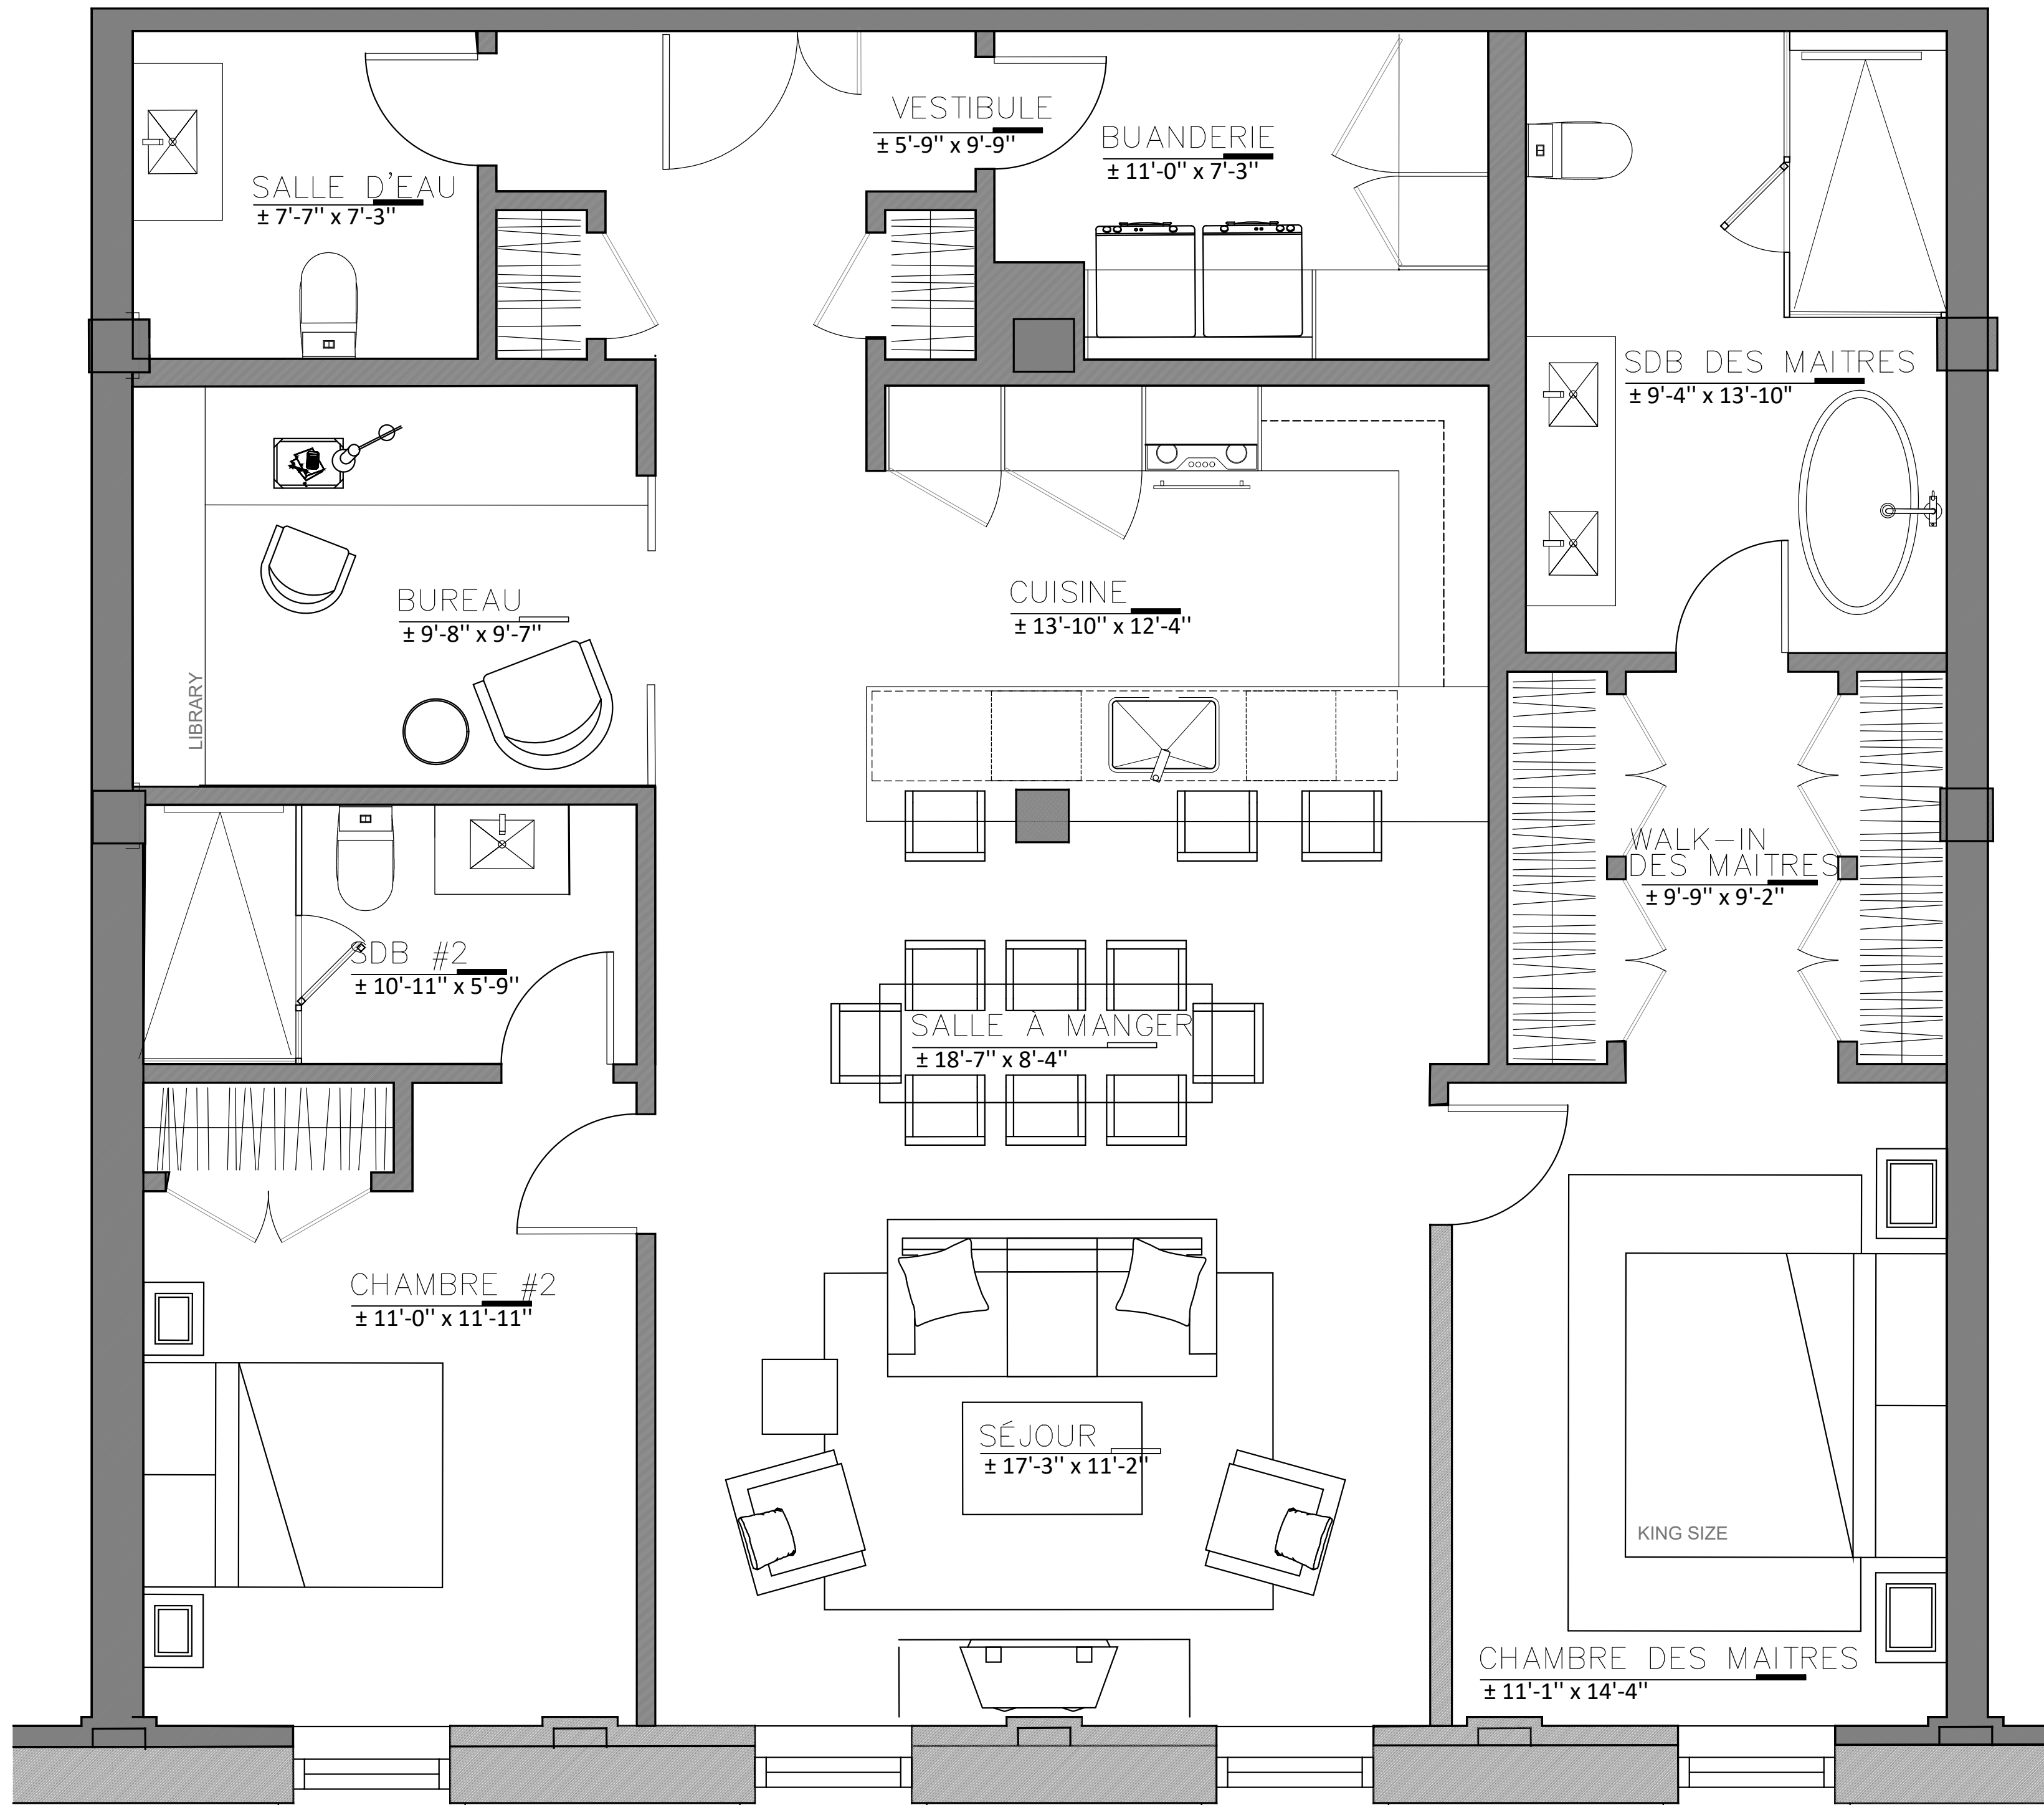 VESTIBULE
± 5'-9'' x 9'-9''
BUANDERIE
± 11'-0'' x 7'-3''
SALLE D'EAU
± 7'-7'' x 7'-3''
SDB DES MAITRES
± 9'-4'' x 13'-10"
BUREAU
± 9'-8'' x 9'-7''
CUISINE
± 13'-10'' x 12'-4''
LIBRARY
WALK-IN
DES MAITRES
± 9'-9'' x 9'-2''
SDB #2
± 10'-11'' x 5'-9''
SALLE À MANGER
± 18'-7'' x 8'-4''
CHAMBRE #2
± 11'-0'' x 11'-11''
SÉJOUR
± 17'-3'' x 11'-2''
KING SIZE
CHAMBRE DES MAITRES
± 11'-1'' x 14'-4''